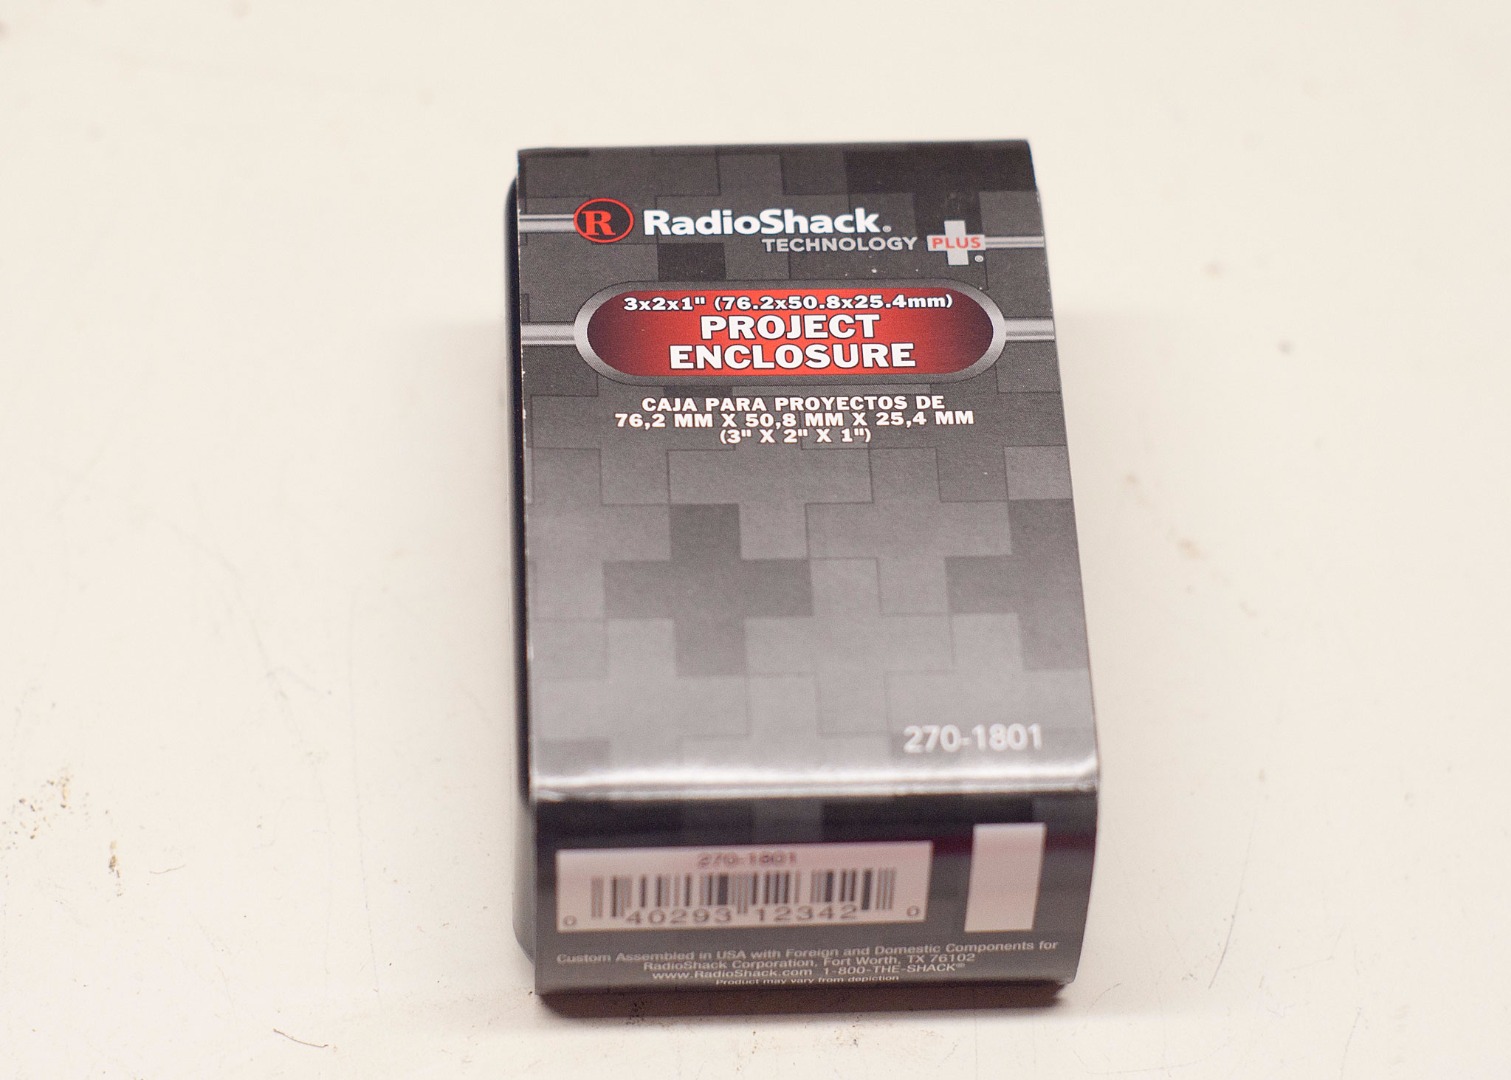 R RadioShack®
TECHNOLOGY PLUS®
3x2x1" (76.2x50.8x25.4mm)
PROJECT
ENCLOSURE
CAJA PARA PROYECTOS DE
76,2 MM X 50,8 MM X 25,4 MM
(3" X 2" X 1")
270-1801
270-1801
0 40293 12342 0
Custom Assembled in USA with Foreign and Domestic Components for
RadioShack Corporation, Fort Worth, TX 76102
www.RadioShack.com 1-800-THE-SHACK®
Product may vary from depiction